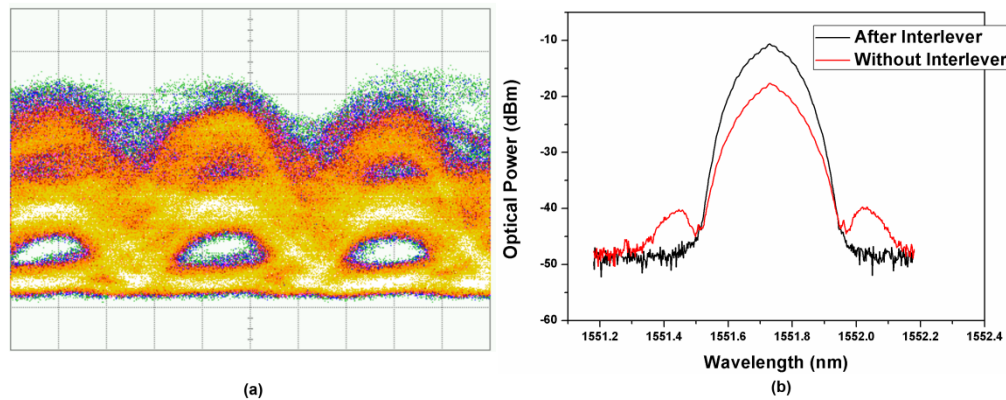 -10
-20
-30
-40
-50
-60
1551.2 1551.4 1551.6 1551.8 1552.0 1552.2 1552.4
Optical Power (dBm)
Wavelength (nm)
After Interlever
Without Interlever
(a)
(b)